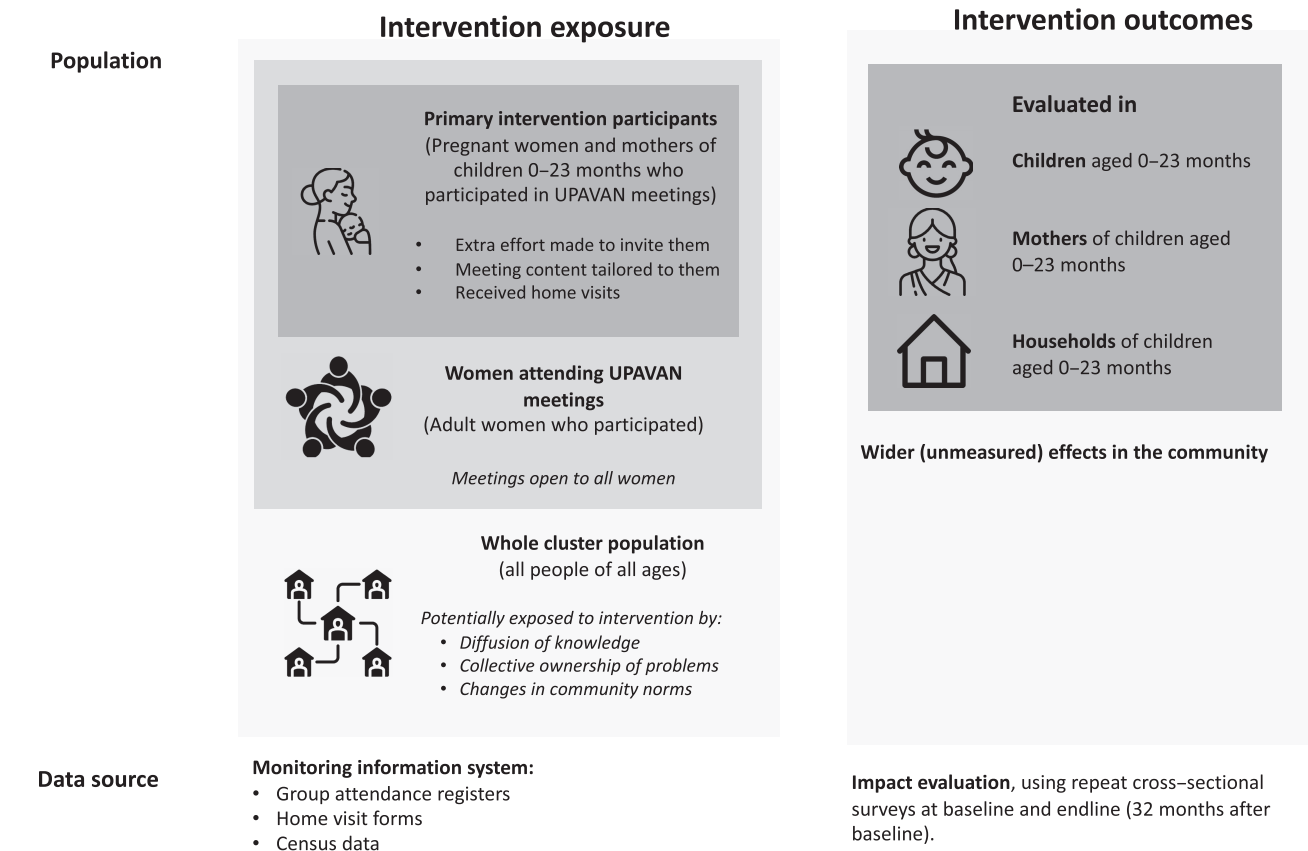 Intervention exposure
Intervention outcomes
Population
Primary intervention participants
(Pregnant women and mothers of
children 0–23 months who
participated in UPAVAN meetings)
• Extra effort made to invite them
• Meeting content tailored to them
• Received home visits
Women attending UPAVAN
meetings
(Adult women who participated)
Meetings open to all women
Whole cluster population
(all people of all ages)
Potentially exposed to intervention by:
• Diffusion of knowledge
• Collective ownership of problems
• Changes in community norms
Evaluated in
Children aged 0–23 months
Mothers of children aged
0–23 months
Households of children
aged 0–23 months
Wider (unmeasured) effects in the community
Data source
Monitoring information system:
• Group attendance registers
• Home visit forms
• Census data
Impact evaluation, using repeat cross–sectional
surveys at baseline and endline (32 months after
baseline).